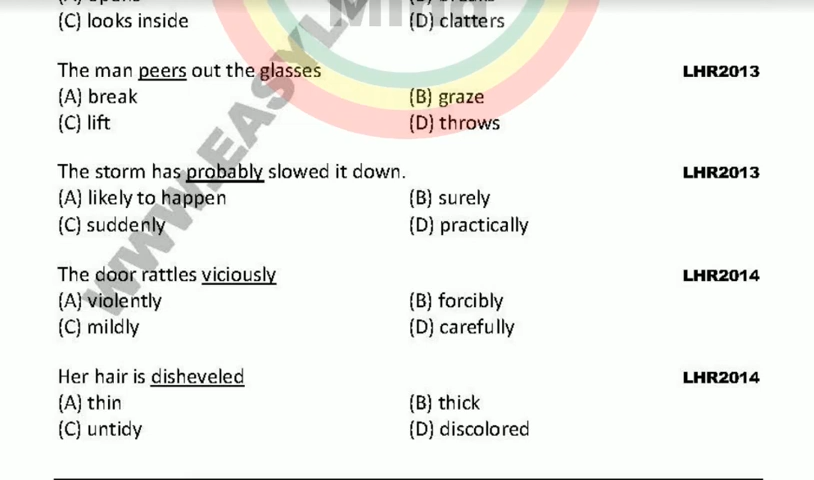 (C) looks inside (D) clatters
The man peers out the glasses LHR2013
(A) break (B) graze
(C) lift (D) throws
The storm has probably slowed it down. LHR2013
(A) likely to happen (B) surely
(C) suddenly (D) practically
The door rattles viciously LHR2014
(A) violently (B) forcibly
(C) mildly (D) carefully
Her hair is disheveled LHR2014
(A) thin (B) thick
(C) untidy (D) discolored